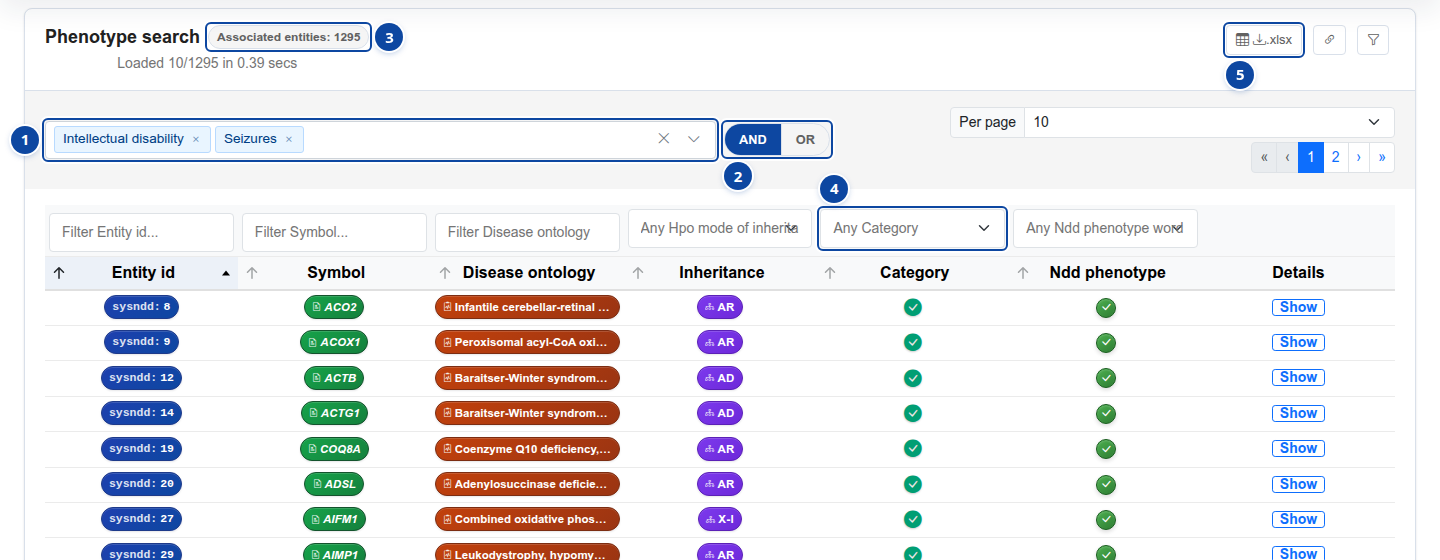 Phenotype search Associated entities: 1295 3
Loaded 10/1295 in 0.39 secs
.xlsx
5
1 Intellectual disability × Seizures ×
AND OR
2
Per page 10
« ‹ 1 2 › »
4
Filter Entity id... Filter Symbol... Filter Disease ontology Any Hpo mode of inherita Any Category Any Ndd phenotype word
Entity id Symbol Disease ontology Inheritance Category Ndd phenotype Details
sysndd: 8 ACO2 Infantile cerebellar-retinal ... AR Show
sysndd: 9 ACOX1 Peroxisomal acyl-CoA oxi... AR Show
sysndd: 12 ACTB Baraitser-Winter syndrom... AD Show
sysndd: 14 ACTG1 Baraitser-Winter syndrom... AD Show
sysndd: 19 COQ8A Coenzyme Q10 deficiency,... AR Show
sysndd: 20 ADSL Adenylosuccinase deficie... AR Show
sysndd: 27 AIFM1 Combined oxidative phos... X-l Show
sysndd: 29 AIMP1 Leukodystrophy, hypomy... AR Show